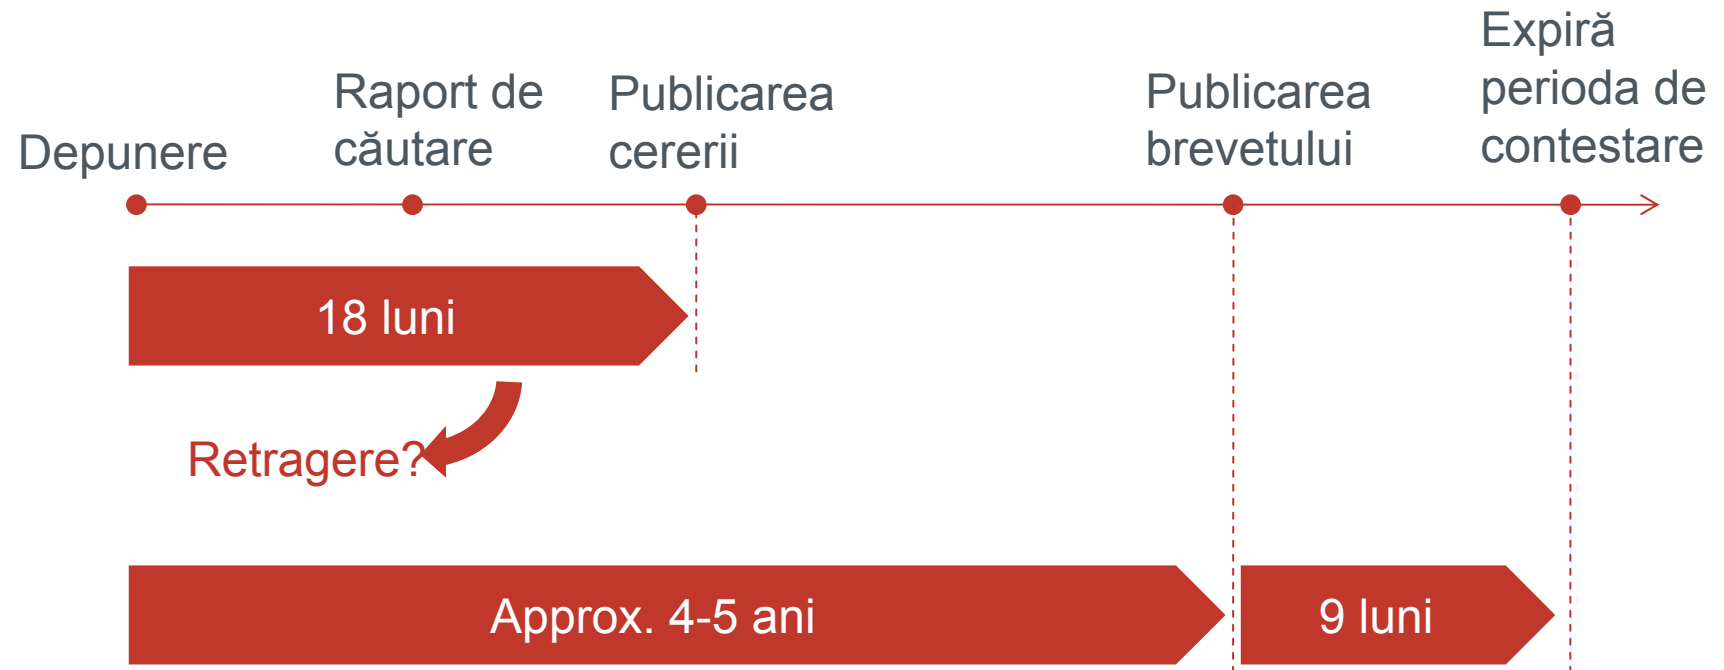 Depunere
Raport de
căutare
Publicarea
cererii
Publicarea
brevetului
Expiră
perioda de
contestare
18 luni
Retragere?
Approx. 4-5 ani
9 luni